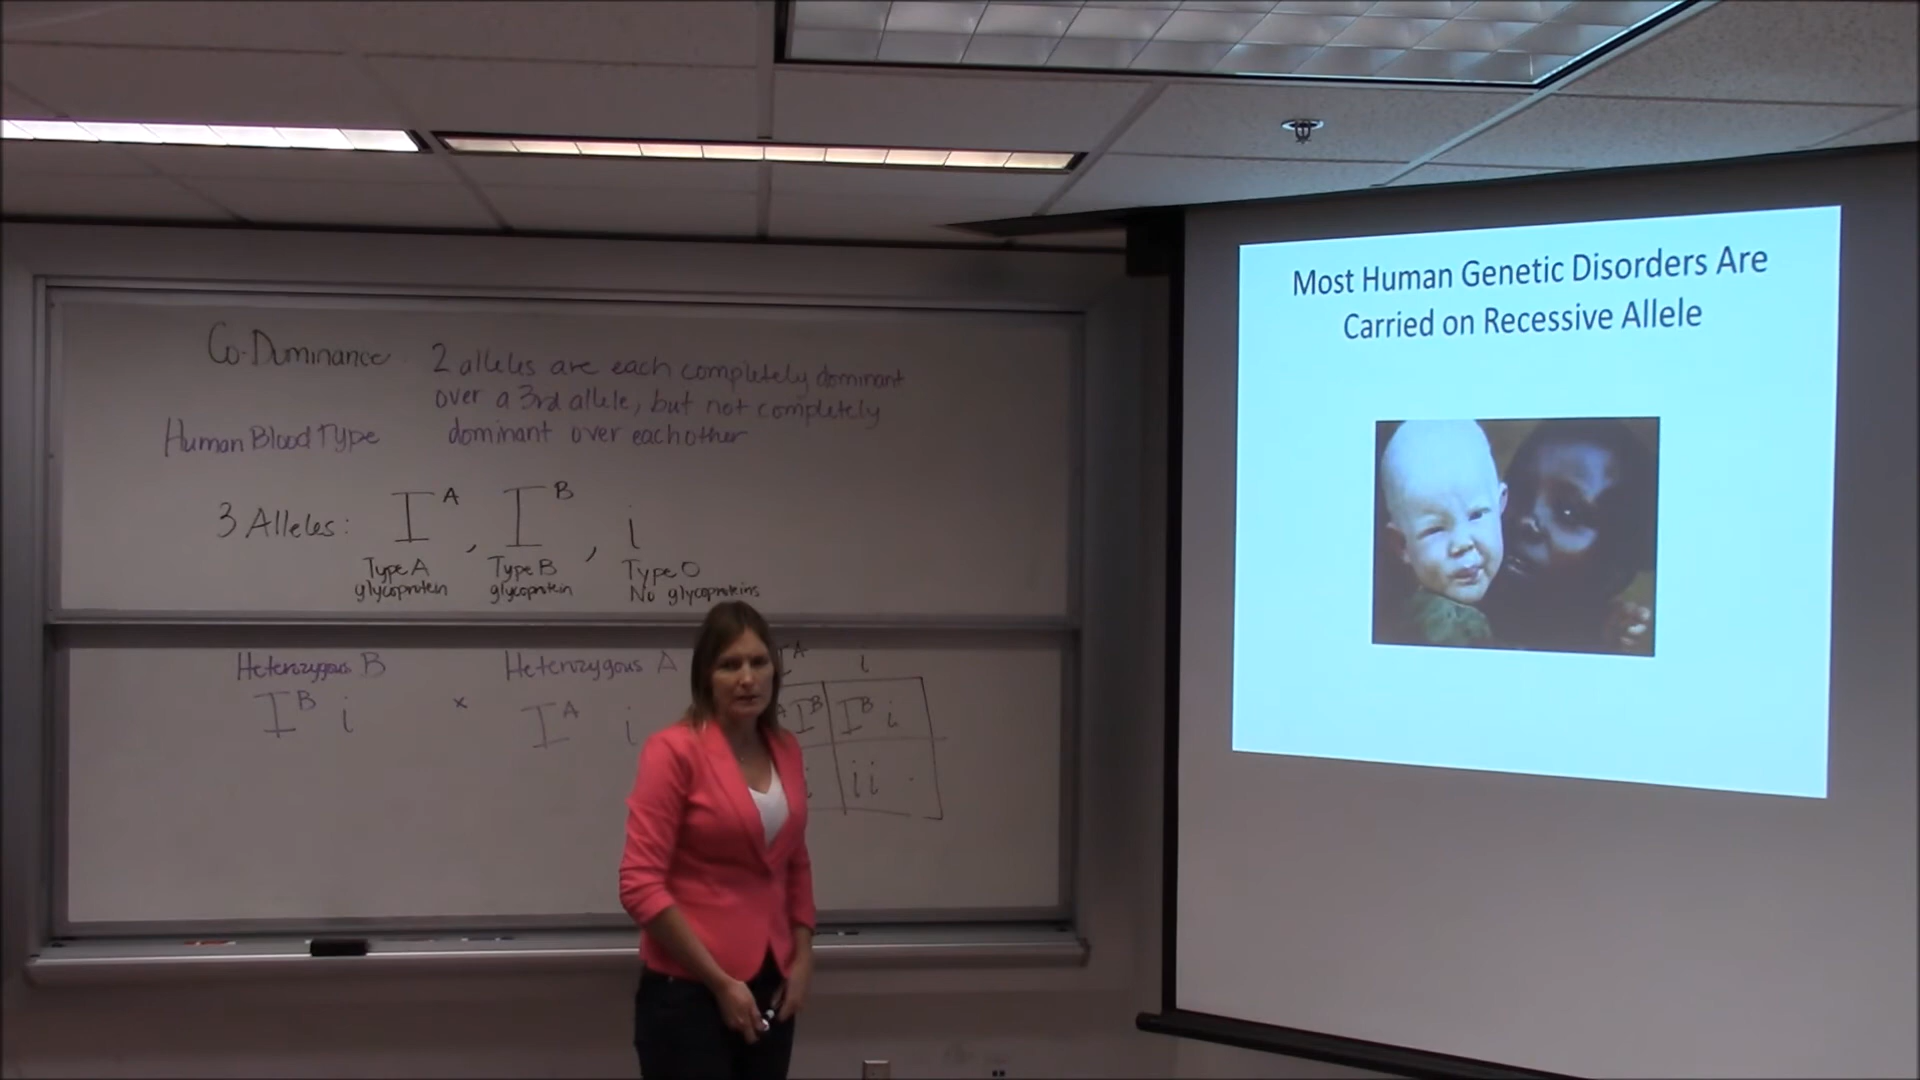 Co-Dominance
2 alleles are each completely dominant
over a 3rd allele, but not completely
dominant over eachother
Human Blood Type
3 Alleles: I^A, I^B, i
Type A
glycoprotein
Type B
glycoprotein
Type O
No glycoproteins
Heterozygous B
I^B i
x
Heterozygous A
I^A i
I^A i
I^B I^B i
i ii
Most Human Genetic Disorders Are
Carried on Recessive Allele